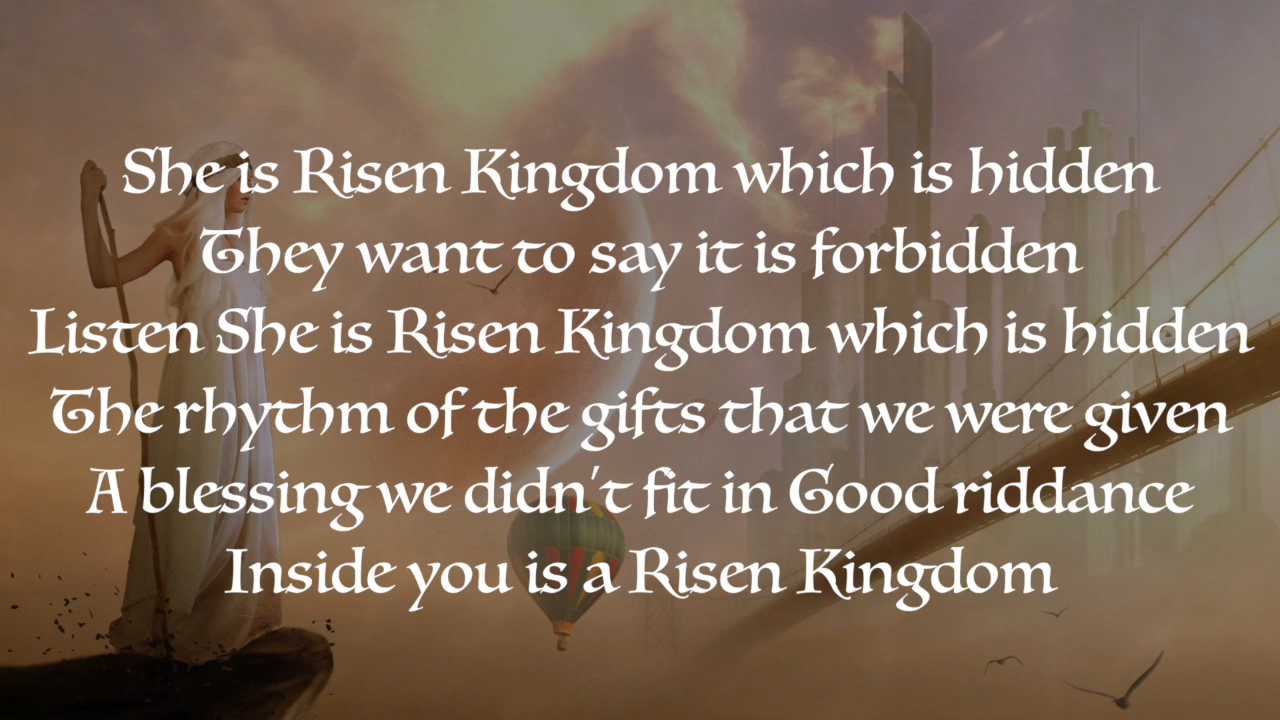 She is Risen Kingdom which is hidden
They want to say it is forbidden
Listen She is Risen Kingdom which is hidden
The rhythm of the gifts that we were given
A blessing we didn't fit in Good riddance
Inside you is a Risen Kingdom